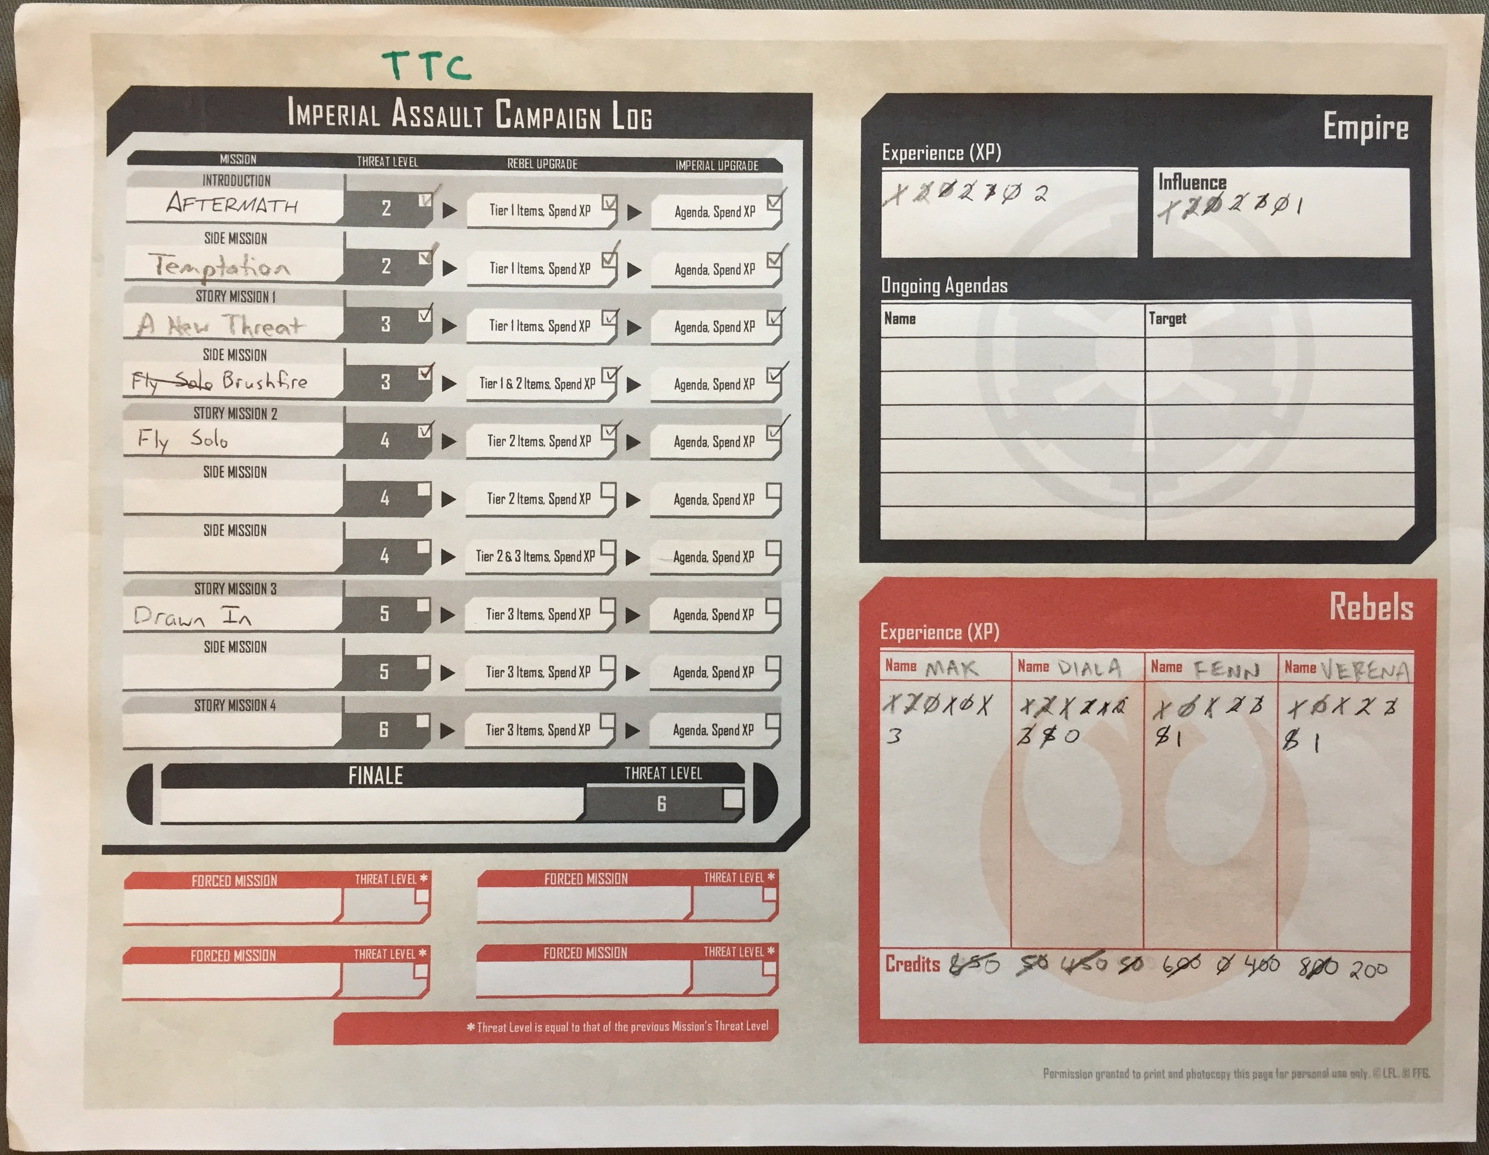 TTC
IMPERIAL ASSAULT CAMPAIGN LOG
MISSION THREAT LEVEL REBEL UPGRADE IMPERIAL UPGRADE
INTRODUCTION
AFTERMATH 2 Tier 1 Items, Spend XP Agenda, Spend XP
SIDE MISSION
Temptation 2 Tier 1 Items, Spend XP Agenda, Spend XP
STORY MISSION 1
A New Threat 3 Tier 1 Items, Spend XP Agenda, Spend XP
SIDE MISSION
Fly Solo Brushfire 3 Tier 1 & 2 Items, Spend XP Agenda, Spend XP
STORY MISSION 2
Fly Solo 4 Tier 2 Items, Spend XP Agenda, Spend XP
SIDE MISSION
4 Tier 2 Items, Spend XP Agenda, Spend XP
SIDE MISSION
4 Tier 2 & 3 Items, Spend XP Agenda, Spend XP
STORY MISSION 3
Drawn In 5 Tier 3 Items, Spend XP Agenda, Spend XP
SIDE MISSION
5 Tier 3 Items, Spend XP Agenda, Spend XP
STORY MISSION 4
6 Tier 3 Items, Spend XP Agenda, Spend XP
FINALE THREAT LEVEL
6
FORCED MISSION THREAT LEVEL * FORCED MISSION THREAT LEVEL *
FORCED MISSION THREAT LEVEL * FORCED MISSION THREAT LEVEL *
* Threat Level is equal to that of the previous Mission's Threat Level
Empire
Experience (XP)
2
Influence
1
Ongoing Agendas
Name Target
Rebels
Experience (XP)
Name MAK Name DIALA Name FENN Name VERENA
3 0 1 1
Credits 50 450 50 600 0 400 800 200
Permission granted to print and photocopy this page for personal use only. © LFL. ® FFG.